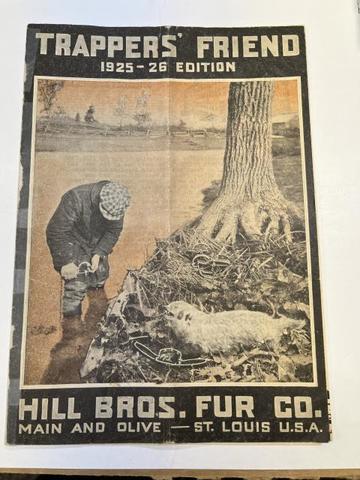 TRAPPERS' FRIEND
1925-26 EDITION
HILL BROS. FUR CO.
MAIN AND OLIVE — ST. LOUIS U.S.A.